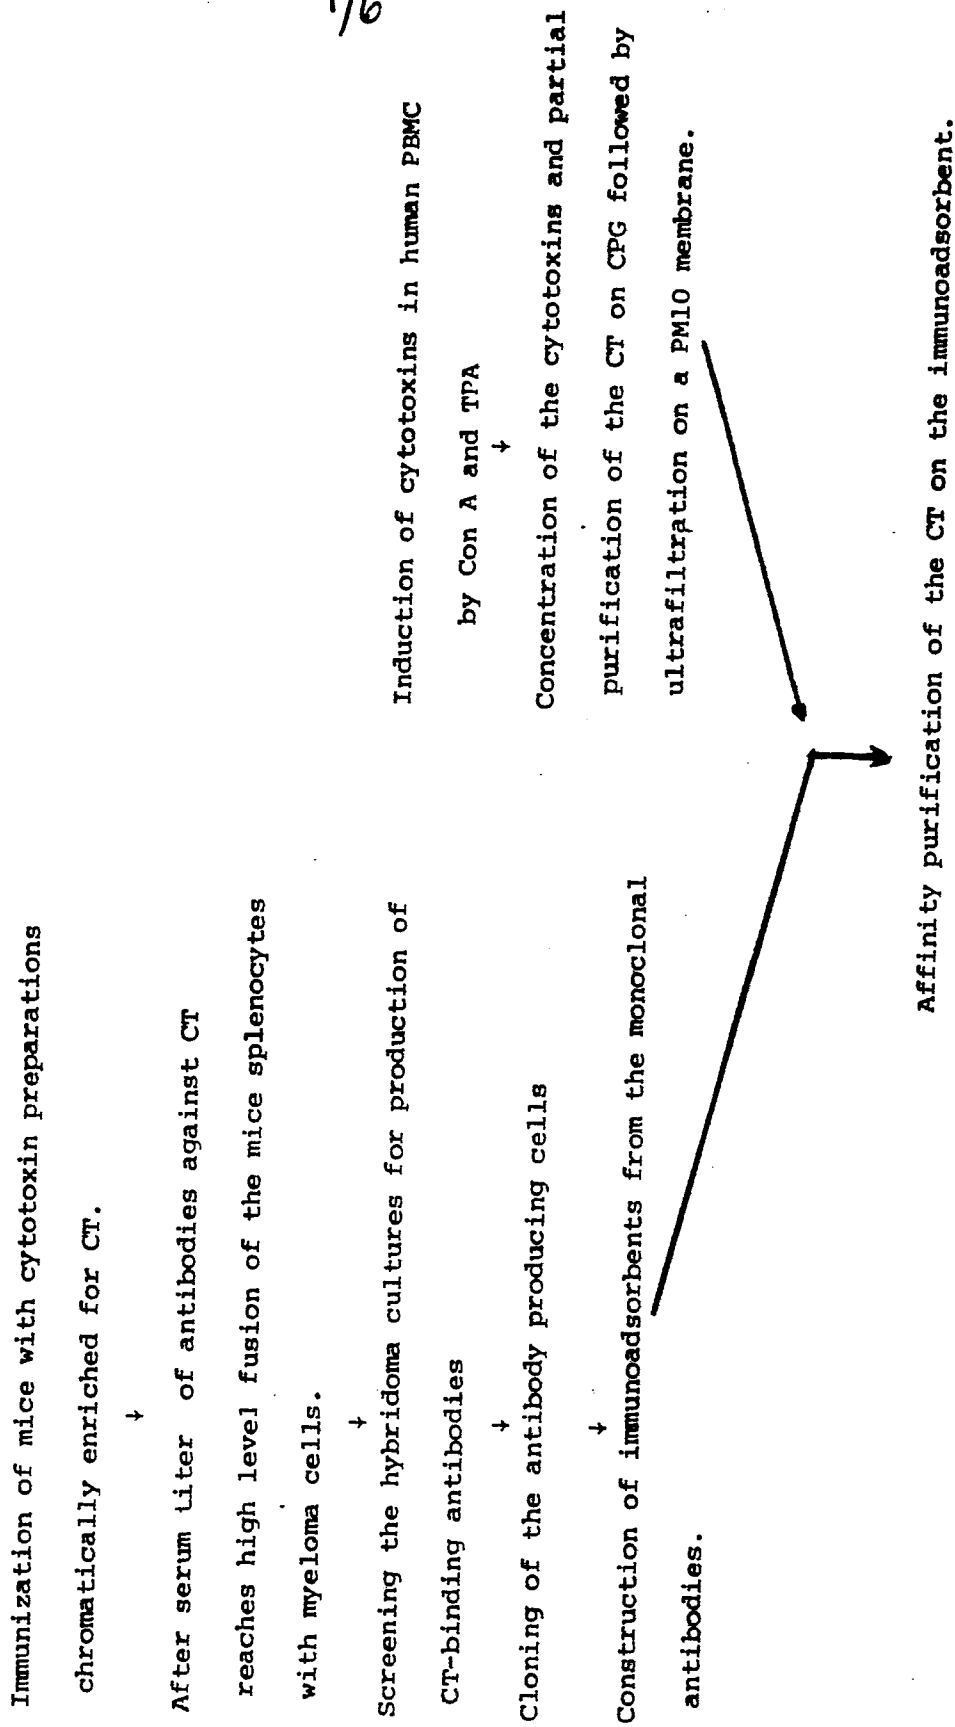 1/6
Immunization of mice with cytotoxin preparations
chromatically enriched for CT.
↓
After serum titer of antibodies against CT
reaches high level fusion of the mice splenocytes
with myeloma cells.
↓
Screening the hybridoma cultures for production of
CT-binding antibodies
↓
Cloning of the antibody producing cells
↓
Construction of immunoadsorbents from the monoclonal
antibodies.
Induction of cytotoxins in human PBMC
by Con A and TPA
↓
Concentration of the cytotoxins and partial
purification of the CT on CPG followed by
ultrafiltration on a PM10 membrane.
Affinity purification of the CT on the immunoadsorbent.